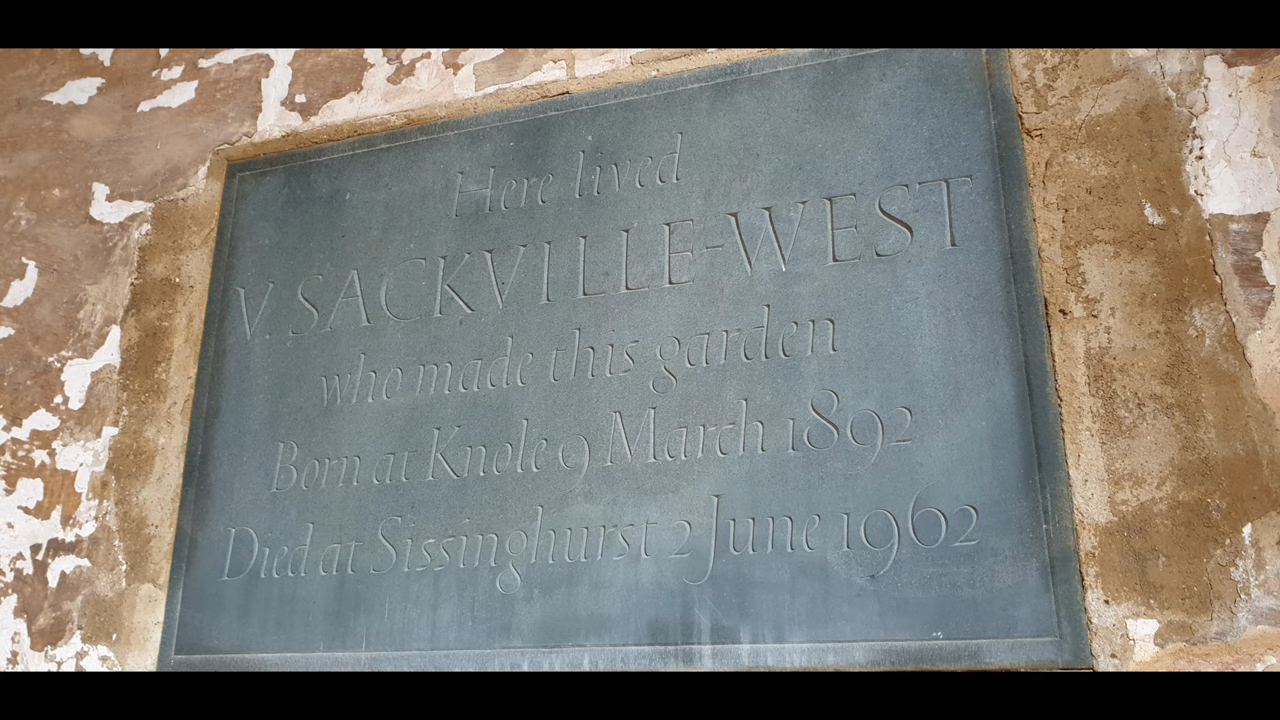 Here lived
V. SACKVILLE-WEST
who made this garden
Born at Knole 9 March 1892
Died at Sissinghurst 2 June 1962